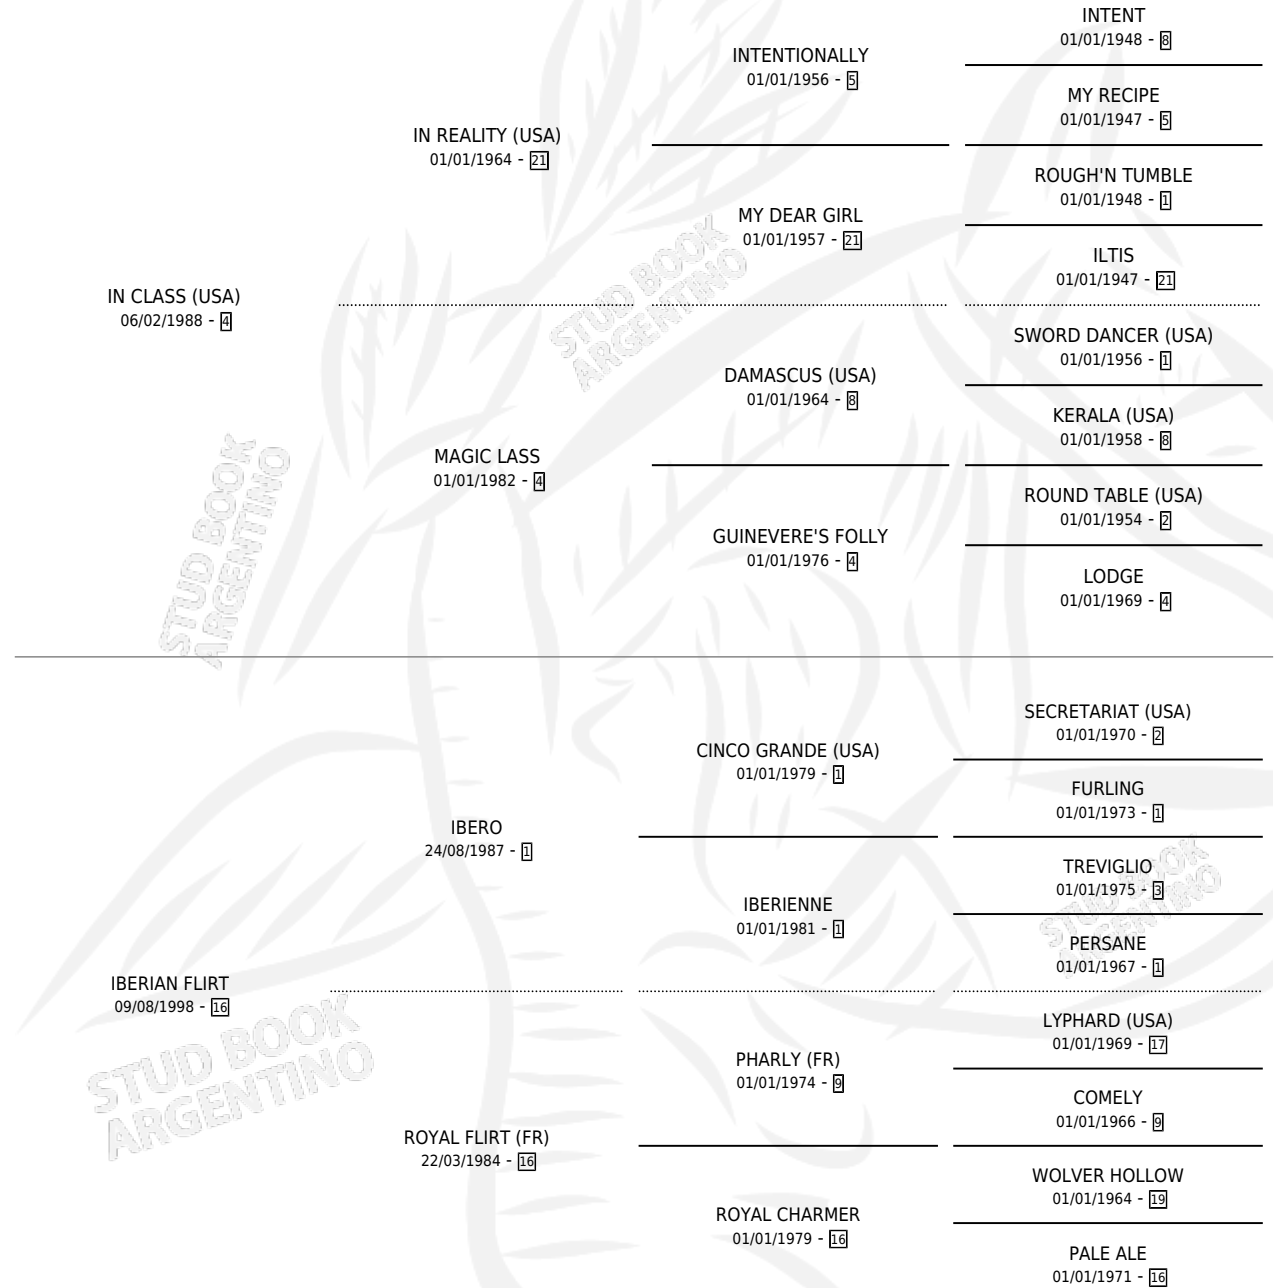 INTENT
01/01/1948 - 8
INTENTIONALLY
01/01/1956 - 5
MY RECIPE
01/01/1947 - 5
IN REALITY (USA)
01/01/1964 - 21
ROUGH'N TUMBLE
01/01/1948 - 1
MY DEAR GIRL
01/01/1957 - 21
ILTIS
01/01/1947 - 21
IN CLASS (USA)
06/02/1988 - 4
SWORD DANCER (USA)
01/01/1956 - 1
DAMASCUS (USA)
01/01/1964 - 8
KERALA (USA)
01/01/1958 - 8
MAGIC LASS
01/01/1982 - 4
ROUND TABLE (USA)
01/01/1954 - 2
GUINEVERE'S FOLLY
01/01/1976 - 4
LODGE
01/01/1969 - 4
SECRETARIAT (USA)
01/01/1970 - 2
CINCO GRANDE (USA)
01/01/1979 - 1
FURLING
01/01/1973 - 1
IBERO
24/08/1987 - 1
TREVIGLIO
01/01/1975 - 3
IBERIENNE
01/01/1981 - 1
PERSANE
01/01/1967 - 1
IBERIAN FLIRT
09/08/1998 - 16
LYPHARD (USA)
01/01/1969 - 17
PHARLY (FR)
01/01/1974 - 9
COMELY
01/01/1966 - 9
ROYAL FLIRT (FR)
22/03/1984 - 16
WOLVER HOLLOW
01/01/1964 - 19
ROYAL CHARMER
01/01/1979 - 16
PALE ALE
01/01/1971 - 16
STUD BOOK
ARGENTINO
STUD BOOK
ARGENTINO
STUD BOOK
ARGENTINO
STUD BOOK
ARGENTINO